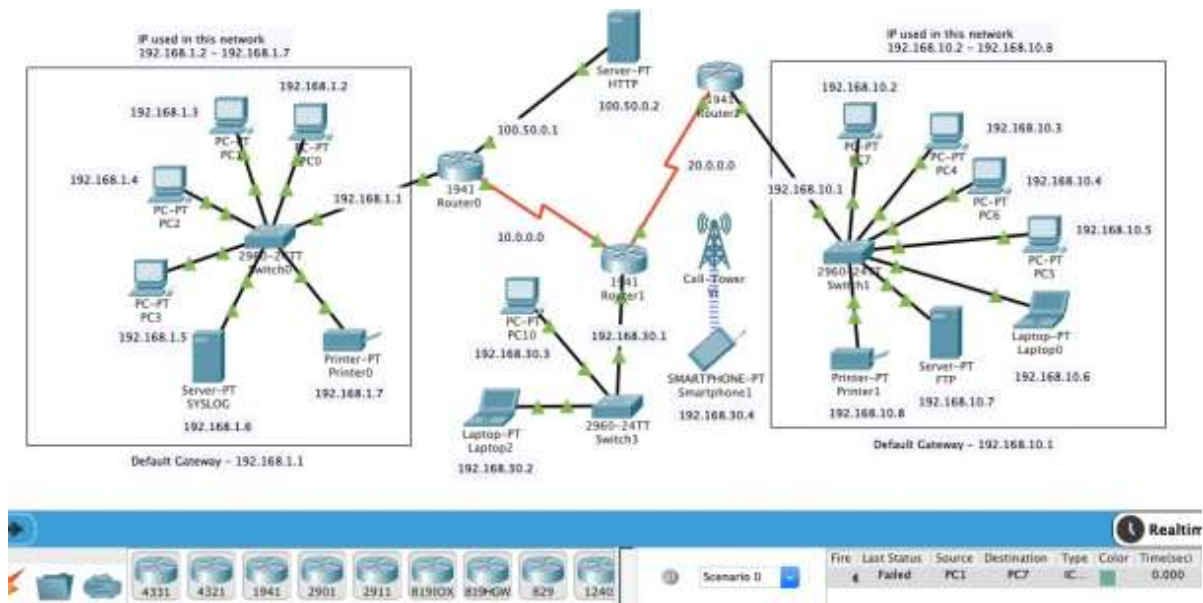 IP used in this network
192.168.1.2 - 192.168.1.7
192.168.1.2
192.168.1.3
PC-PT
PC1
PC-PT
PC0
192.168.1.4
PC-PT
PC2
192.168.1.1
2960-24TT
Switch0
PC-PT
PC3
192.168.1.5
Server-PT
SYSLOG
192.168.1.6
Printer-PT
Printer0
192.168.1.7
Default Gateway - 192.168.1.1
Server-PT
HTTP
100.50.0.2
100.50.0.1
1941
Router0
10.0.0.0
1941
Router2
20.0.0.0
1941
Router1
Call-Tower
PC-PT
PC10
192.168.30.3
192.168.30.1
SMARTPHONE-PT
Smartphone1
192.168.30.4
2960-24TT
Switch3
Laptop-PT
Laptop2
192.168.30.2
IP used in this network
192.168.10.2 - 192.168.10.8
192.168.10.2
PC-PT
PC7
192.168.10.3
PC-PT
PC4
192.168.10.4
PC-PT
PC6
192.168.10.1
192.168.10.5
PC-PT
PC5
2960-24TT
Switch1
Laptop-PT
Laptop0
192.168.10.6
Server-PT
FTP
192.168.10.7
Printer-PT
Printer1
192.168.10.8
Default Gateway - 192.168.10.1
Realtim
4331 4321 1941 2901 2911 819IOX 819HGW 829 1240
Scenario 0
Fire Last Status Source Destination Type Color Time(sec)
Failed PC1 PC7 IC... 0.000